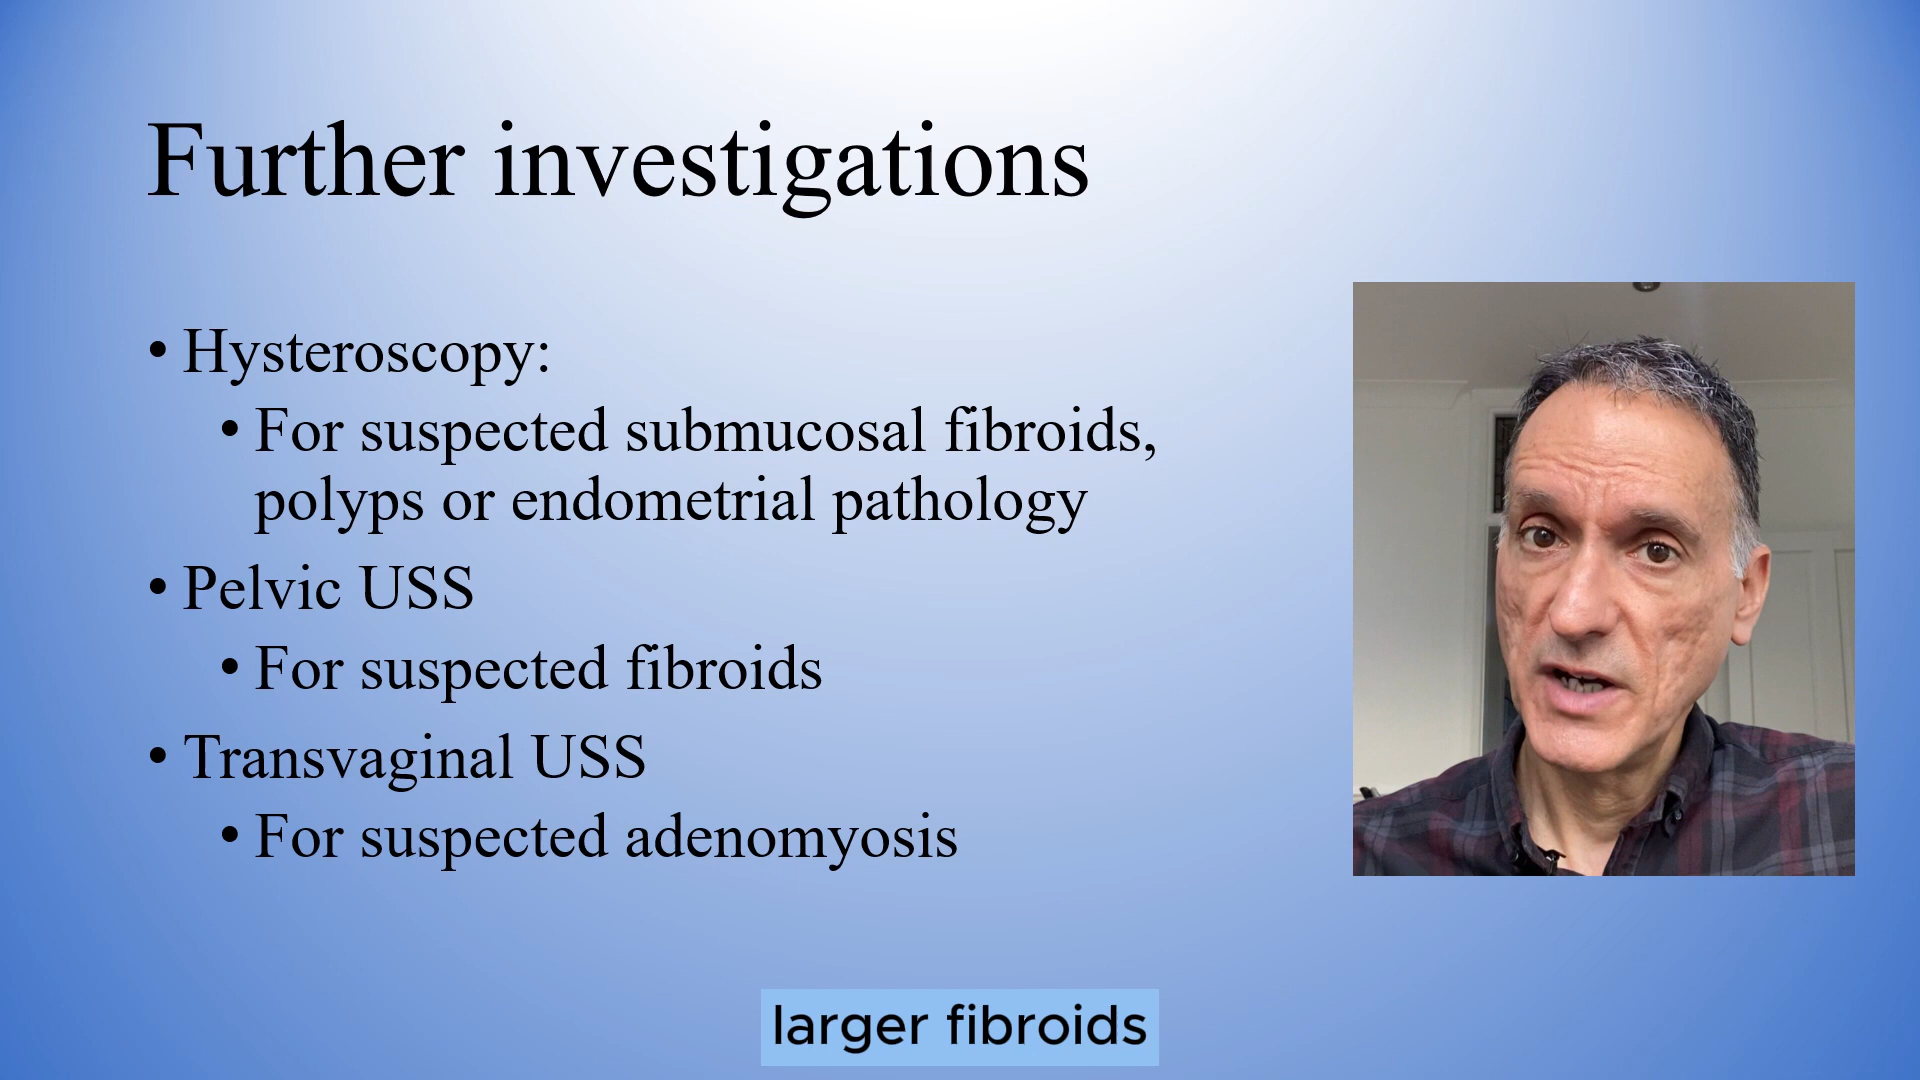 Further investigations
• Hysteroscopy:
• For suspected submucosal fibroids,
polyps or endometrial pathology
• Pelvic USS
• For suspected fibroids
• Transvaginal USS
• For suspected adenomyosis
larger fibroids